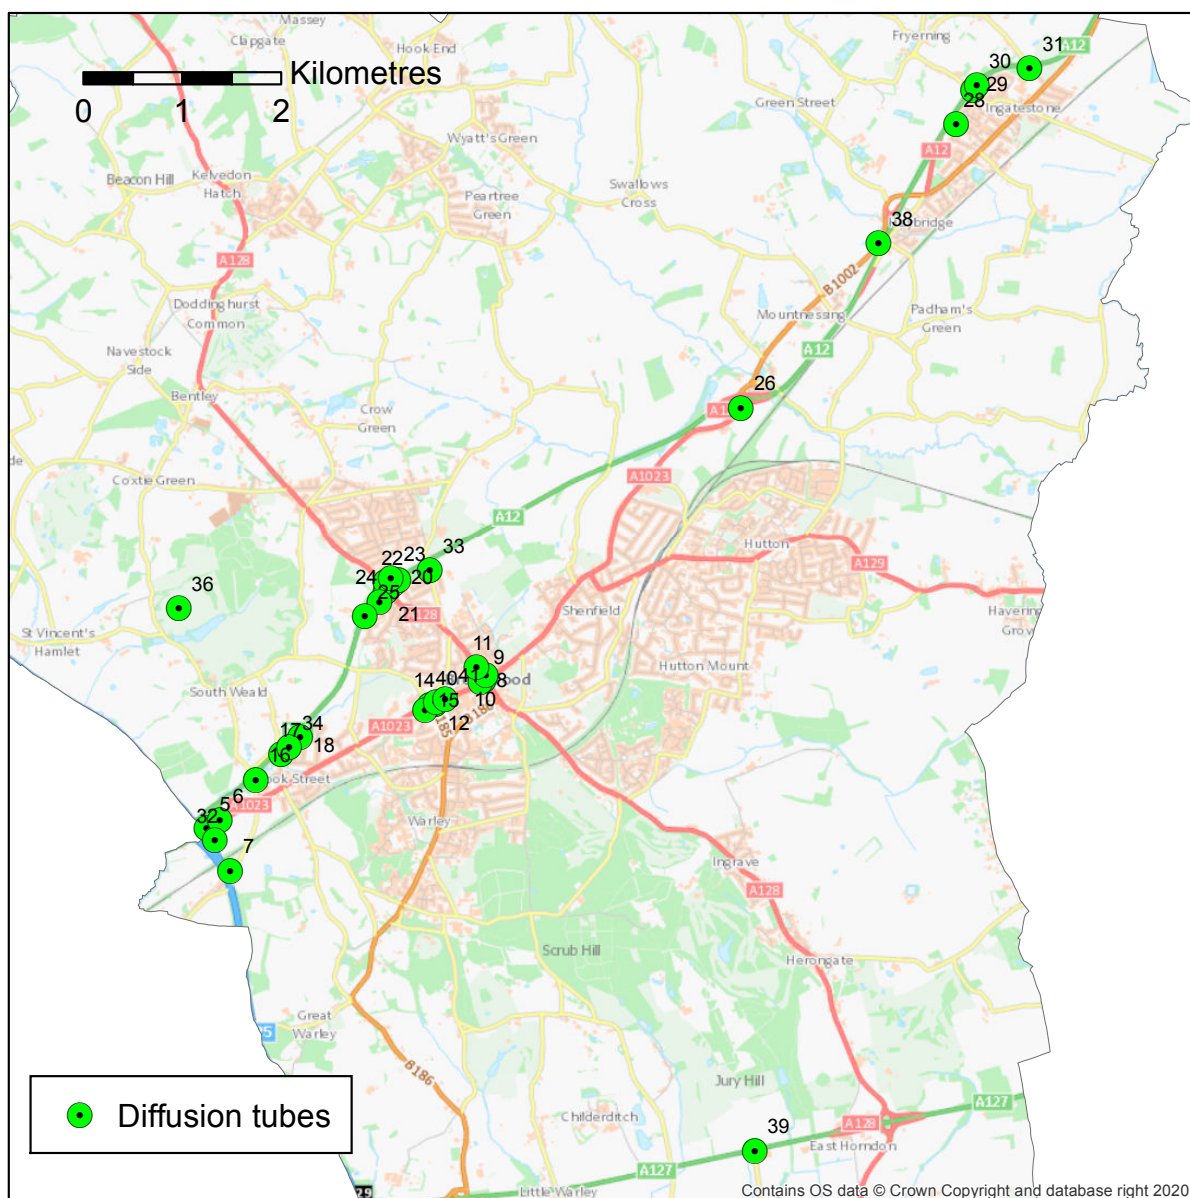 Massey
Clapgate
Hook End
Fryerning
A12
31
30
29
Ingatestone
28
Kilometres
0 1 2
Green Street
Wyatt's Green
A12
Beacon Hill
Kelvedon
Hatch
Swallows
Cross
Peartree
Green
38
A128
B1002
Doddinghurst
Common
Mountnessing
Padham's
Green
A12
Navestock
Side
Bentley
26
Crow
Green
Coxtie Green
A1023
A12
Hutton
22 23 33
24 20
25
21
A129
36
Shenfield
Havering
Grov
St Vincent's
Hamlet
11
9
Hutton Mount
South Weald
14 40 41 8
15 10
12
A1023
34
17
18
16
ook Street
6
A1023
5
32
Warley
7
Ingrave
A128
Scrub Hill
Herongate
Great
Warley
B186
Jury Hill
A127
Childerditch
39
A128
East Horndon
Diffusion tubes
A127
Little Warley
Contains OS data © Crown Copyright and database right 2020